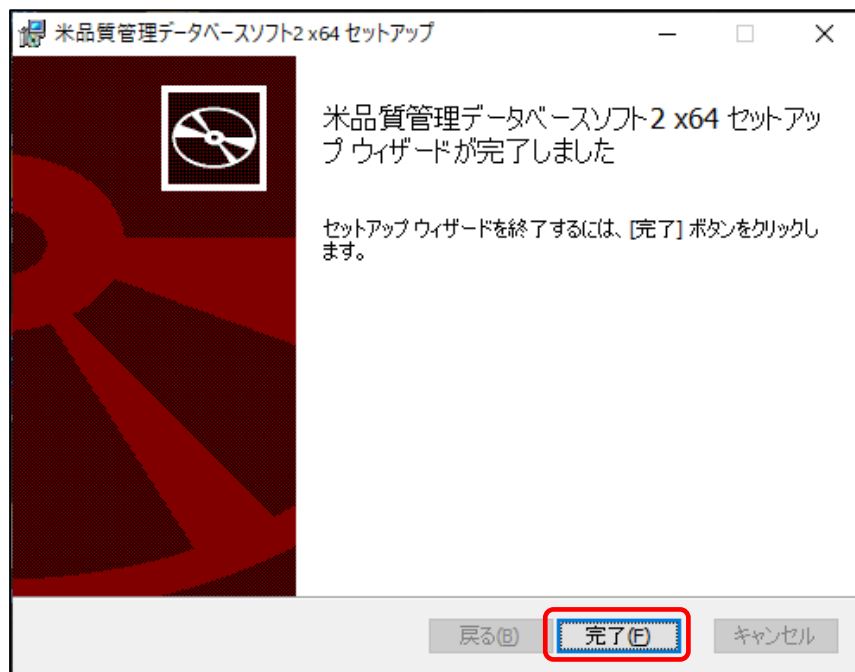 米品質管理データベースソフト2 x64 セットアップ
米品質管理データベースソフト2 x64 セットアッ
プ ウィザードが完了しました
セットアップ ウィザードを終了するには、[完了] ボタンをクリックし
ます。
戻る(B) 完了(F) キャンセル